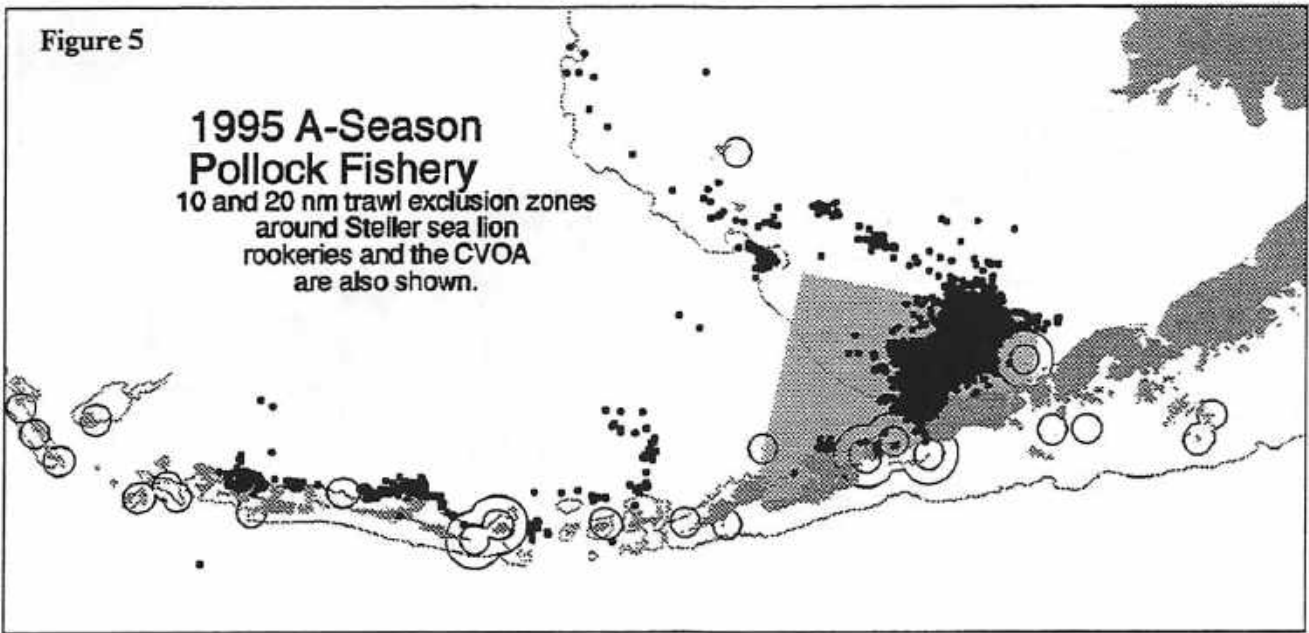 Figure 5
1995 A-Season
Pollock Fishery
10 and 20 nm trawl exclusion zones
around Steller sea lion
rookeries and the CVOA
are also shown.